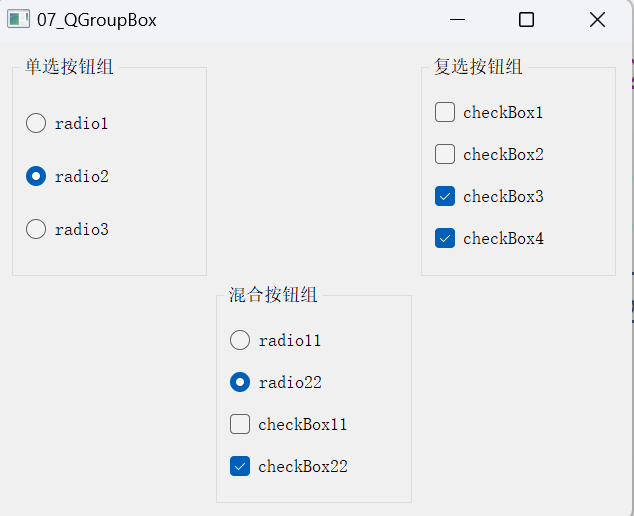 07_QGroupBox
单选按钮组
radio1
radio2
radio3
复选按钮组
checkBox1
checkBox2
checkBox3
checkBox4
混合按钮组
radio11
radio22
checkBox11
checkBox22